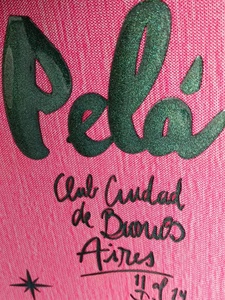 Pelá
Club Ciudad
de Buenos
Aires